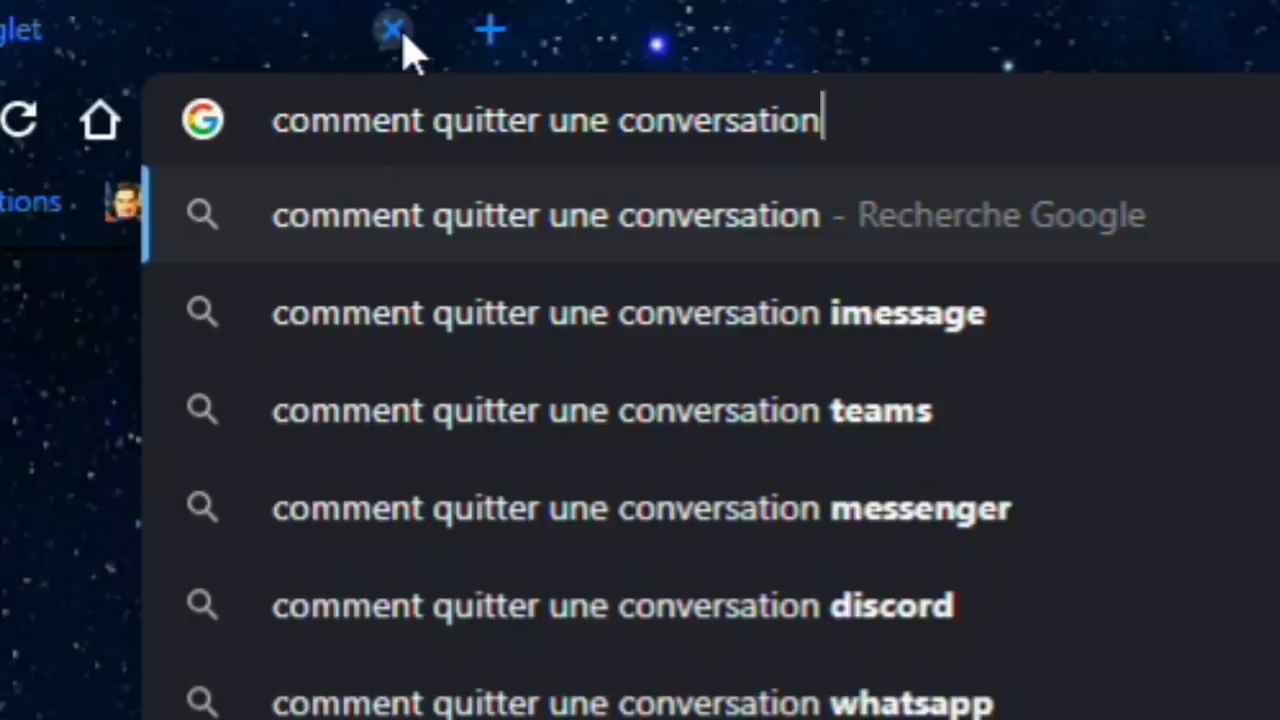 glet
comment quitter une conversation
tions
comment quitter une conversation - Recherche Google
comment quitter une conversation imessage
comment quitter une conversation teams
comment quitter une conversation messenger
comment quitter une conversation discord
comment quitter une conversation whatsapp